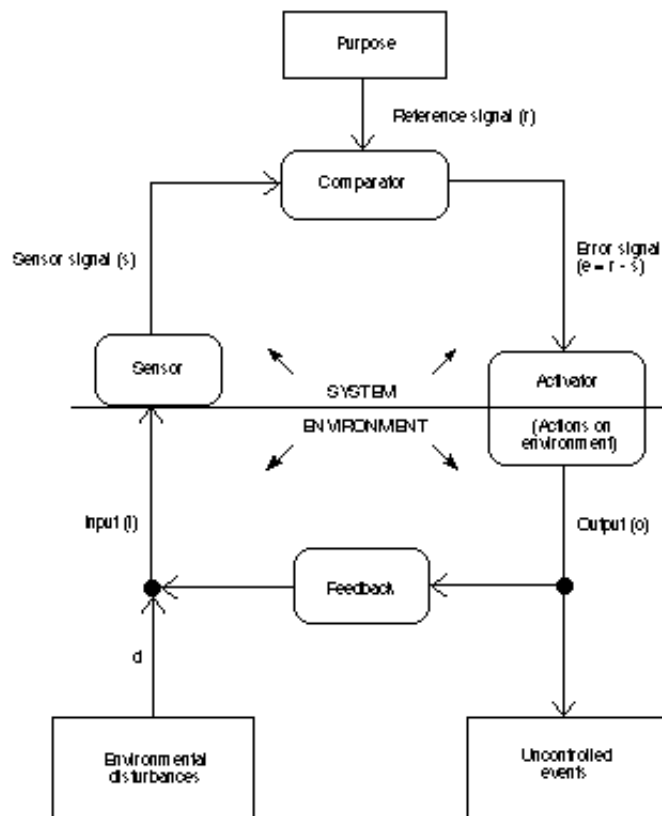 Purpose
Reference signal (r)
Comparator
Sensor signal (s)
Error signal
(e = r - s)
Sensor
Activator
SYSTEM
ENVIRONMENT
(Actions on
environment)
Input (i)
Output (o)
Feedback
d
Environmental
disturbances
Uncontrolled
events